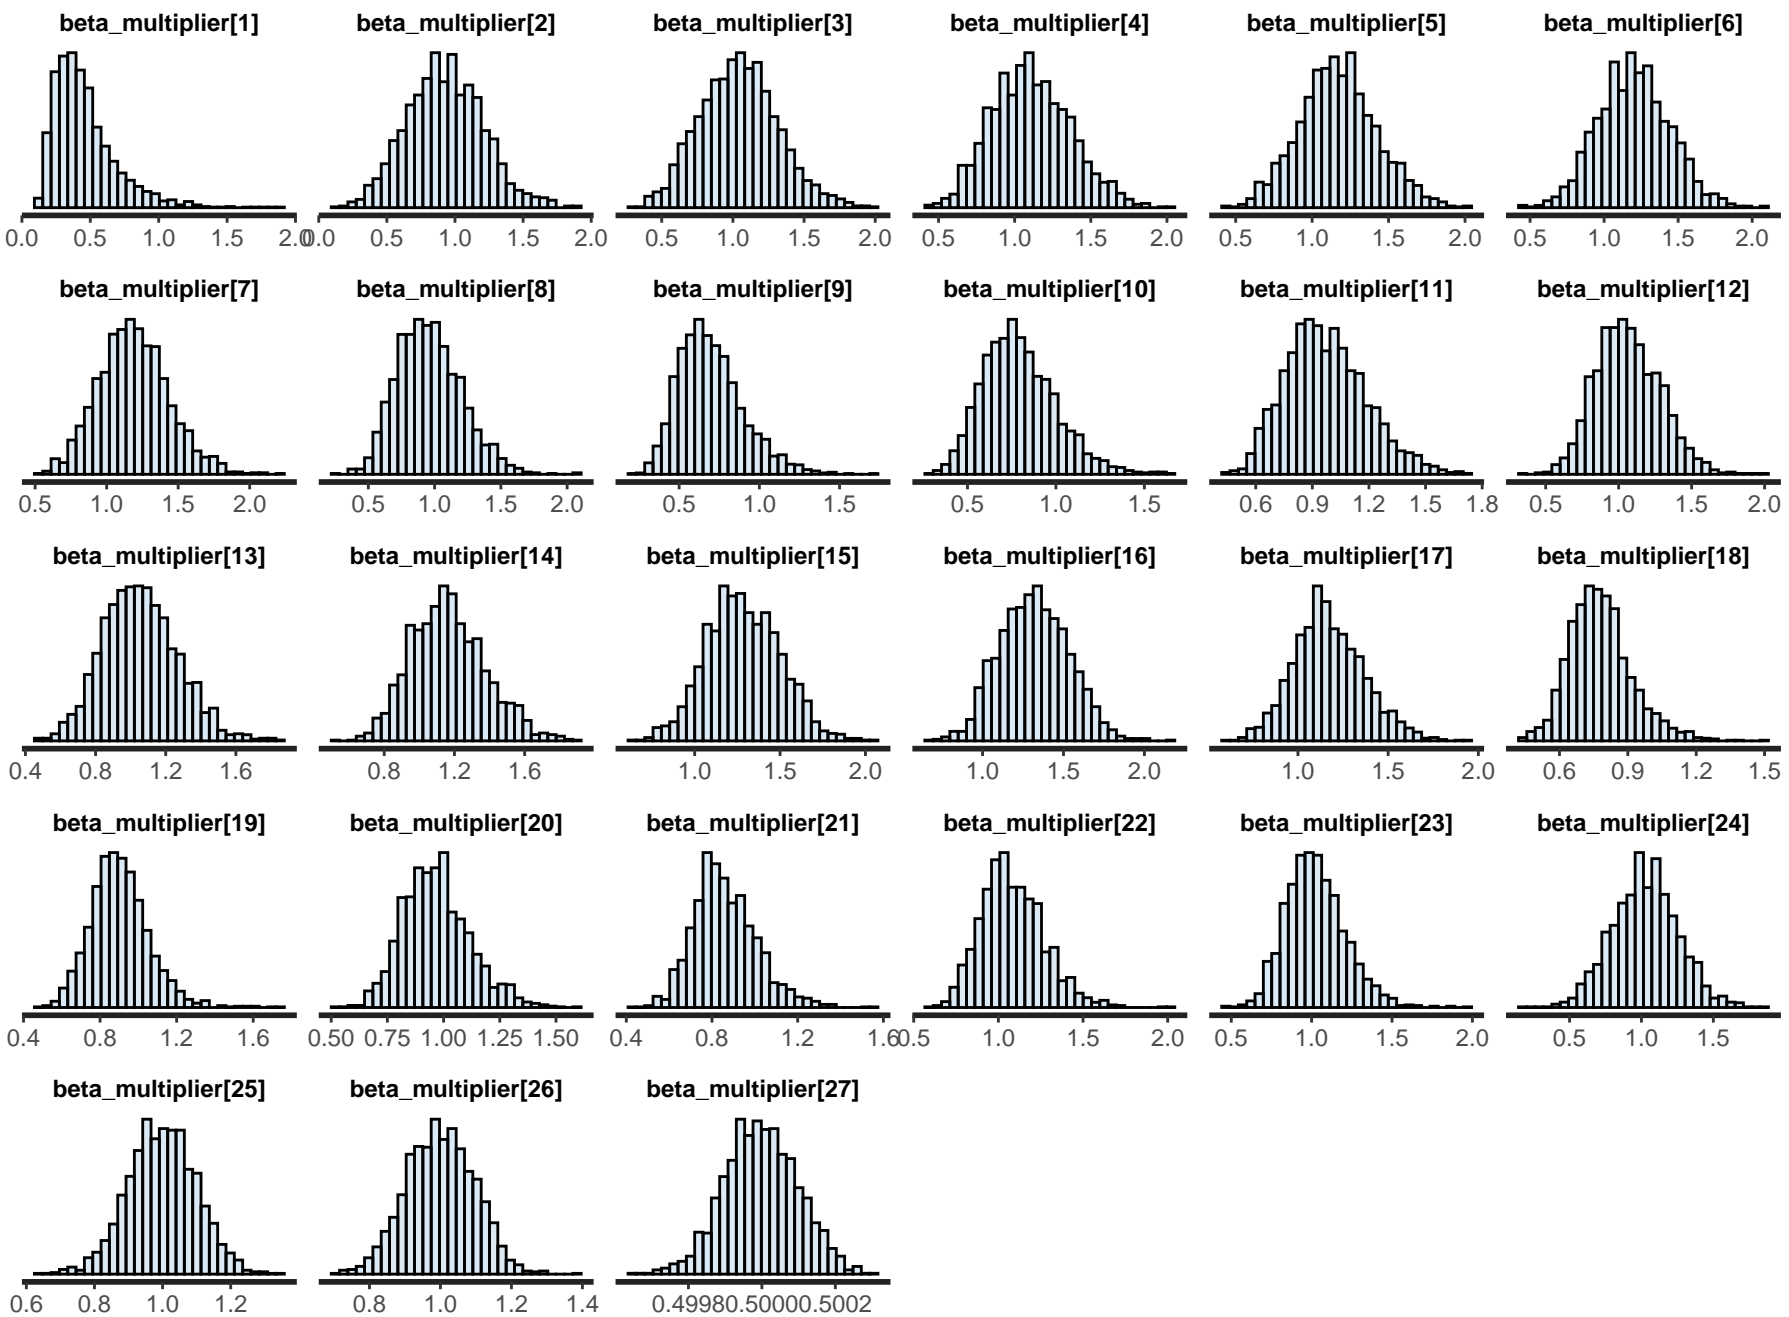 beta_multiplier[1] beta_multiplier[2] beta_multiplier[3] beta_multiplier[4] beta_multiplier[5] beta_multiplier[6]
0.0 0.5 1.0 1.5 2.0 0.0 0.5 1.0 1.5 2.0 0.5 1.0 1.5 2.0 0.5 1.0 1.5 2.0 0.5 1.0 1.5 2.0 0.5 1.0 1.5 2.0
beta_multiplier[7] beta_multiplier[8] beta_multiplier[9] beta_multiplier[10] beta_multiplier[11] beta_multiplier[12]
0.5 1.0 1.5 2.0 0.5 1.0 1.5 2.0 0.5 1.0 1.5 0.5 1.0 1.5 0.6 0.9 1.2 1.5 1.8 0.5 1.0 1.5 2.0
beta_multiplier[13] beta_multiplier[14] beta_multiplier[15] beta_multiplier[16] beta_multiplier[17] beta_multiplier[18]
0.4 0.8 1.2 1.6 0.8 1.2 1.6 1.0 1.5 2.0 1.0 1.5 2.0 1.0 1.5 2.0 0.6 0.9 1.2 1.5
beta_multiplier[19] beta_multiplier[20] beta_multiplier[21] beta_multiplier[22] beta_multiplier[23] beta_multiplier[24]
0.4 0.8 1.2 1.6 0.50 0.75 1.00 1.25 1.50 0.4 0.8 1.2 1.6 0.5 1.0 1.5 2.0 0.5 1.0 1.5 2.0 0.5 1.0 1.5
beta_multiplier[25] beta_multiplier[26] beta_multiplier[27]
0.6 0.8 1.0 1.2 0.8 1.0 1.2 1.4 0.4998 0.5000 0.5002